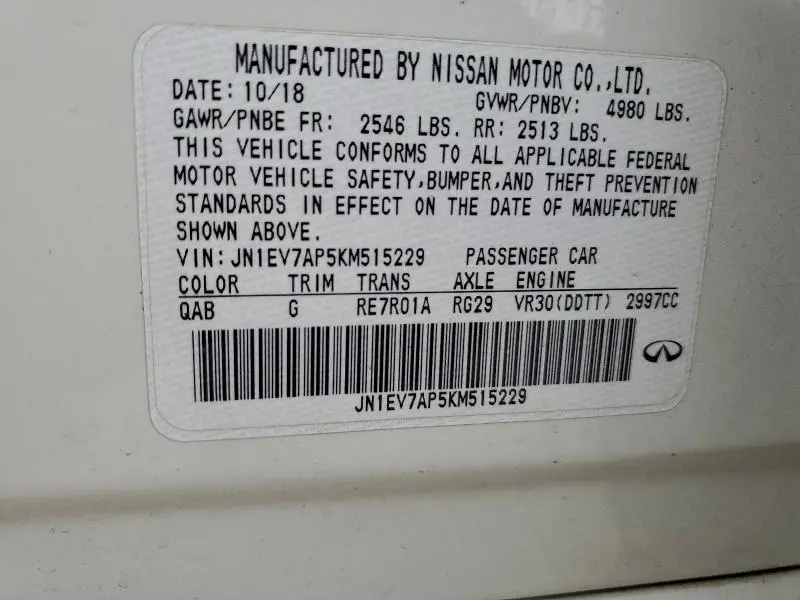 MANUFACTURED BY NISSAN MOTOR CO.,LTD.
DATE: 10/18 GVWR/PNBV: 4980 LBS.
GAWR/PNBE FR: 2546 LBS. RR: 2513 LBS.
THIS VEHICLE CONFORMS TO ALL APPLICABLE FEDERAL
MOTOR VEHICLE SAFETY,BUMPER,AND THEFT PREVENTION
STANDARDS IN EFFECT ON THE DATE OF MANUFACTURE
SHOWN ABOVE.
VIN:JN1EV7AP5KM515229 PASSENGER CAR
COLOR TRIM TRANS AXLE ENGINE
QAB G RE7R01A RG29 VR30(DDTT) 2997CC
JN1EV7AP5KM515229